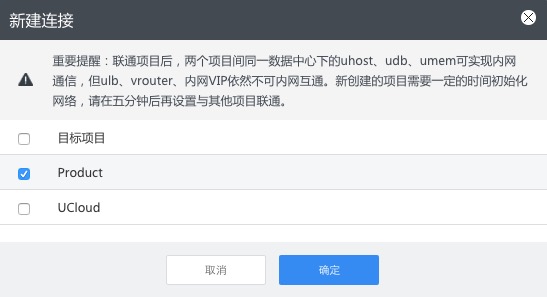 新建连接
重要提醒：联通项目后，两个项目间同一数据中心下的uhost、udb、umem可实现内网
通信，但ulb、vrouter、内网VIP依然不可内网互通。新创建的项目需要一定的时间初始化
网络，请在五分钟后再设置与其他项目联通。
目标项目
Product
UCloud
取消
确定